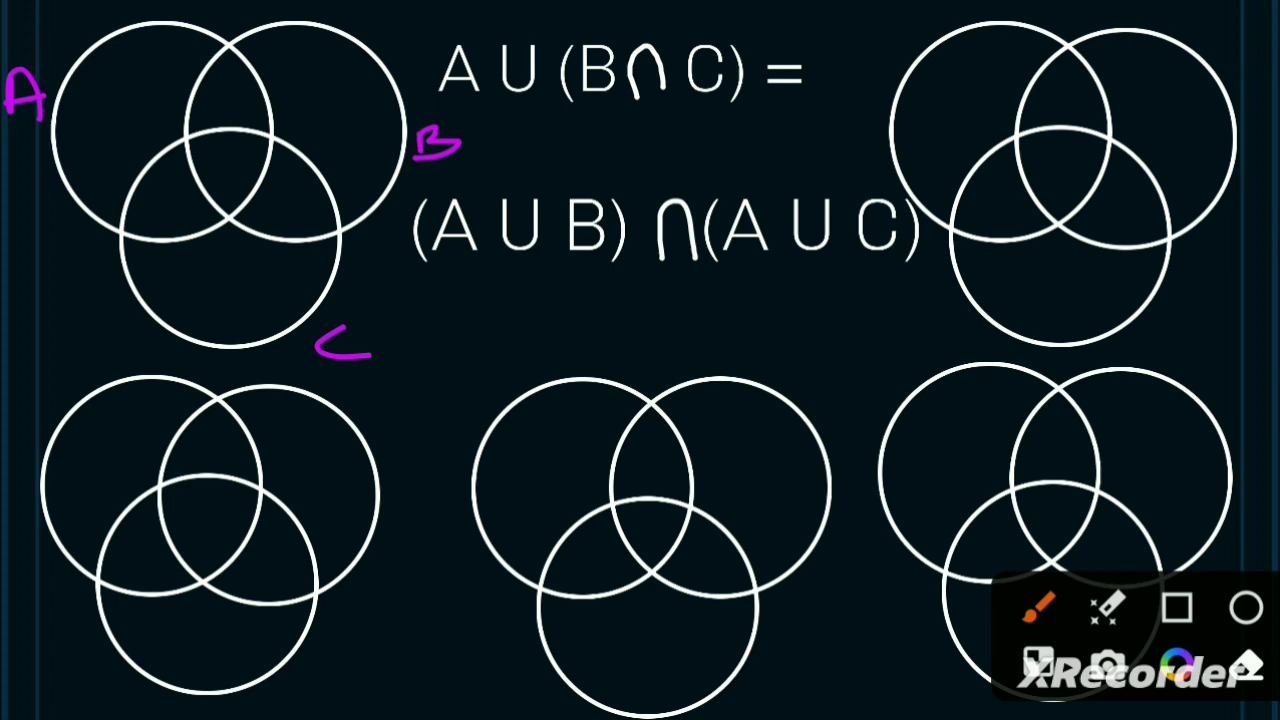 A U (B ∩ C) =
A
B
(A U B) ∩ (A U C)
C
XRecorder